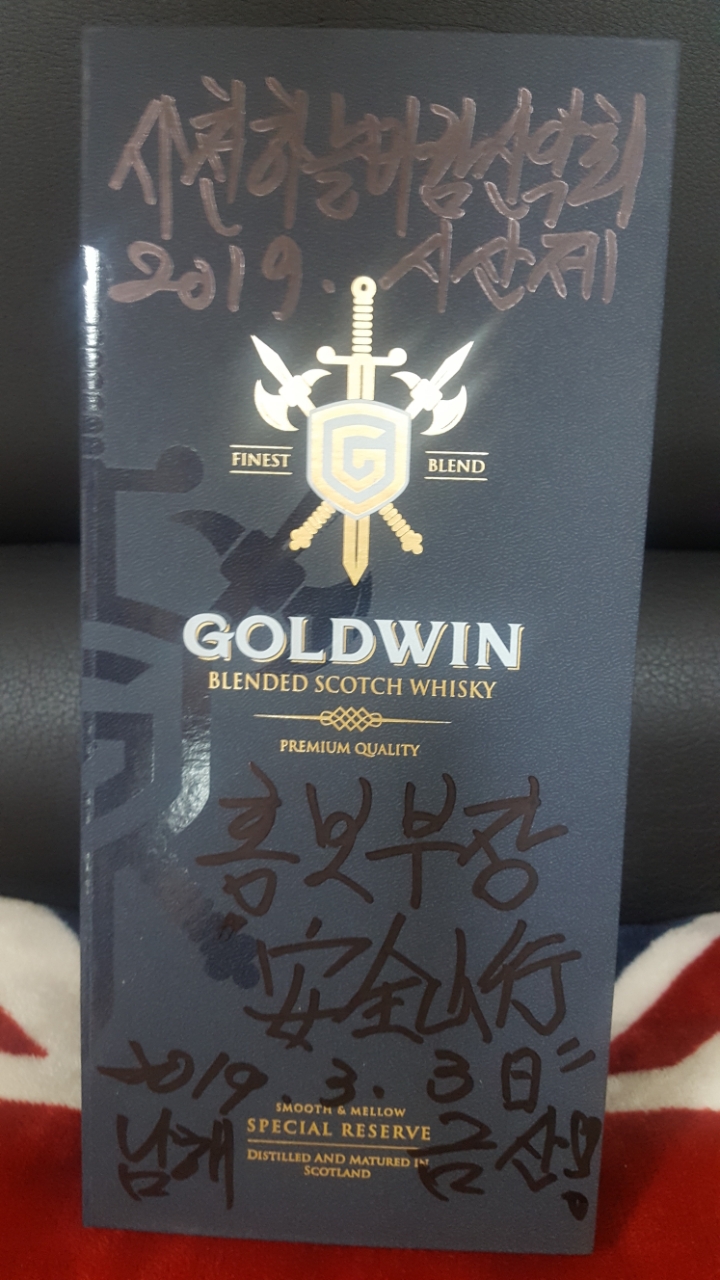 사천하늘바람산악회
2019. 시산제
FINEST G BLEND
GOLDWIN
BLENDED SCOTCH WHISKY
PREMIUM QUALITY
부장
"安全山行"
2019. 3. 3日
SMOOTH & MELLOW
SPECIAL RESERVE
남해 금산
DISTILLED AND MATURED IN
SCOTLAND